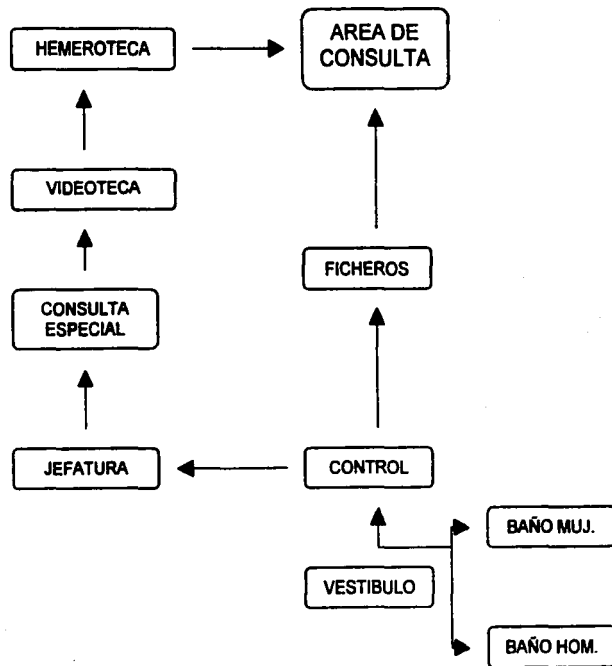 HEMEROTECA
AREA DE
CONSULTA
VIDEOTECA
FICHEROS
CONSULTA
ESPECIAL
JEFATURA
CONTROL
BAÑO MUJ.
VESTIBULO
BAÑO HOM.